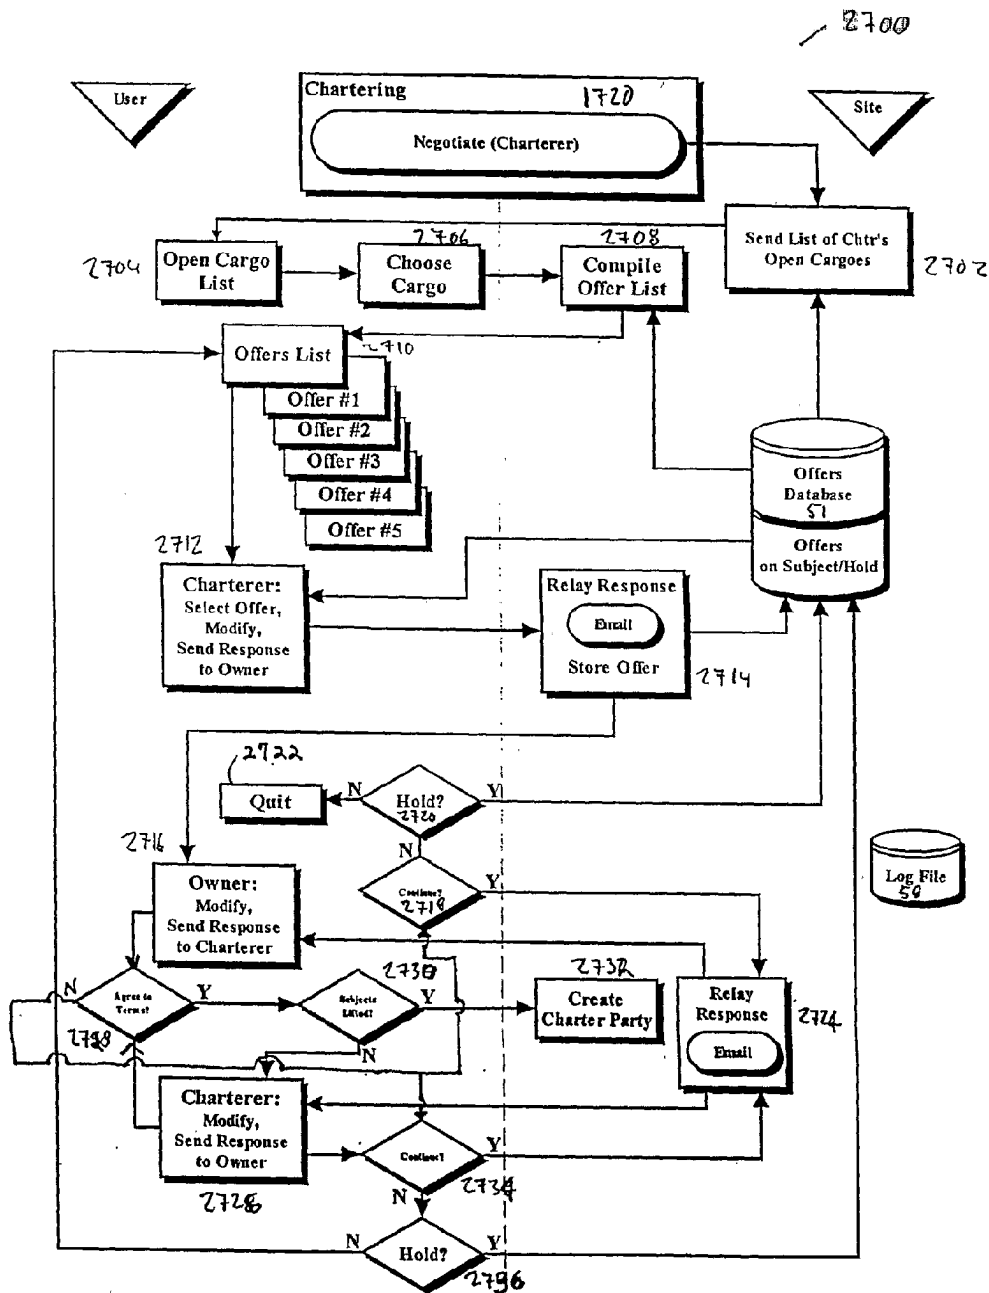 2700
User
Chartering
1720
Negotiate (Charterer)
Site
2704
Open Cargo
List
2706
Choose
Cargo
2708
Compile
Offer List
Send List of Chtr's
Open Cargoes
2702
Offers List
2710
Offer #1
Offer #2
Offer #3
Offer #4
Offer #5
Offers
Database
51
Offers
on Subject/Hold
2712
Charterer:
Select Offer,
Modify,
Send Response
to Owner
Relay Response
Email
Store Offer
2714
2722
Quit
N
Hold?
2720
Y
N
2716
Continue?
2718
Y
Log File
Owner:
Modify,
Send Response
to Charterer
N
Agree to
Terms?
Y
2730
Subjects
Lifted?
Y
N
2732
Create
Charter Party
Relay
Response
Email
2724
Charterer:
Modify,
Send Response
to Owner
Continue?
Y
N
N
Hold?
Y